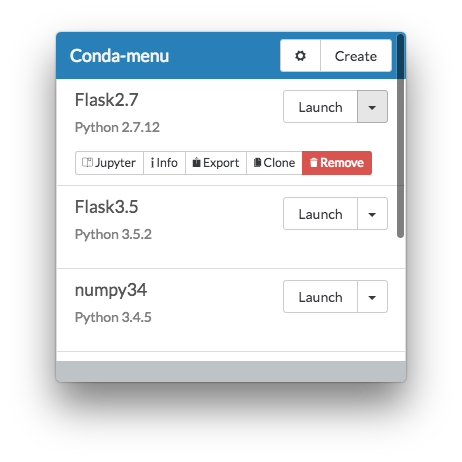 Conda-menu Create
Flask2.7 Launch
Python 2.7.12
Jupyter Info Export Clone Remove
Flask3.5 Launch
Python 3.5.2
numpy34 Launch
Python 3.4.5